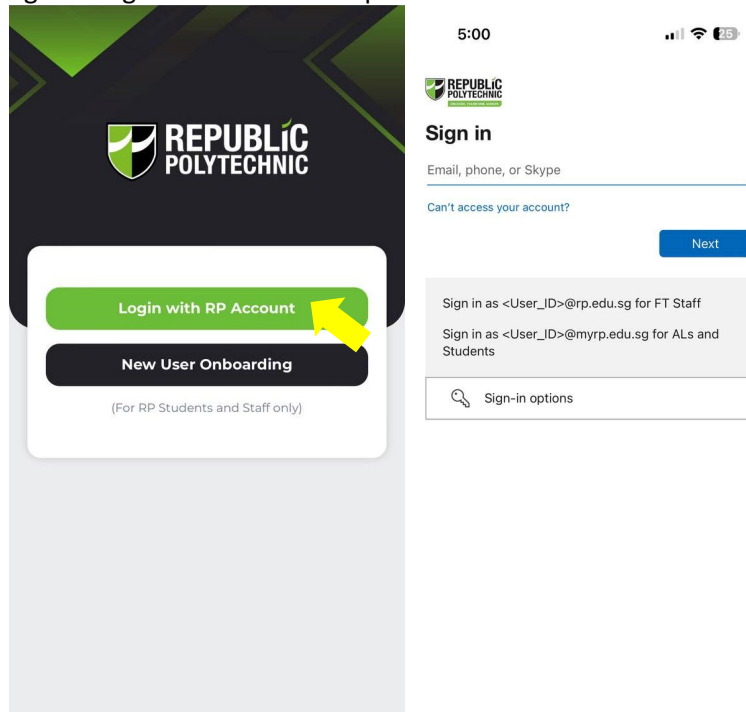 REPUBLIC
POLYTECHNIC
Login with RP Account
New User Onboarding
(For RP Students and Staff only)
5:00
25
REPUBLIC
POLYTECHNIC
Sign in
Email, phone, or Skype
Can't access your account?
Next
Sign in as <User_ID>@rp.edu.sg for FT Staff
Sign in as <User_ID>@myrp.edu.sg for ALs and
Students
Sign-in options